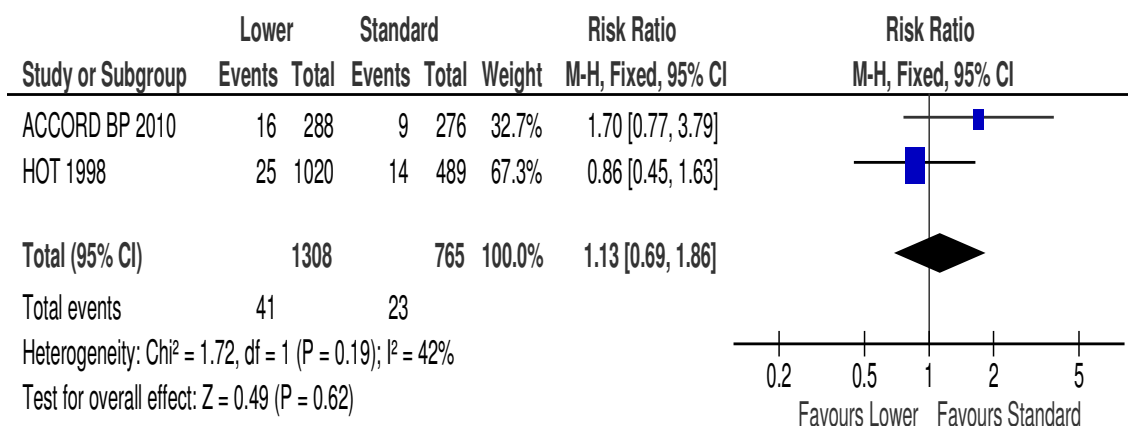 Lower Standard Risk Ratio Risk Ratio
Study or Subgroup Events Total Events Total Weight M-H, Fixed, 95% CI M-H, Fixed, 95% CI
ACCORD BP 2010 16 288 9 276 32.7% 1.70 [0.77, 3.79]
HOT 1998 25 1020 14 489 67.3% 0.86 [0.45, 1.63]
Total (95% CI) 1308 765 100.0% 1.13 [0.69, 1.86]
Total events 41 23
Heterogeneity: Chi² = 1.72, df = 1 (P = 0.19); I² = 42%
Test for overall effect: Z = 0.49 (P = 0.62)
0.2 0.5 1 2 5
Favours Lower Favours Standard